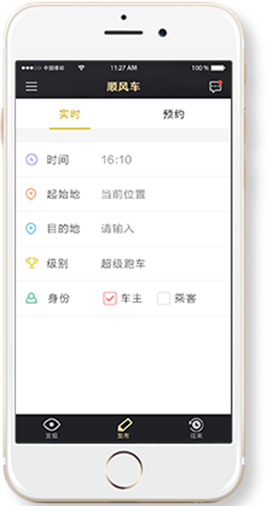 中国移动 11:27 AM 100 %
顺风车
实时 预约
时间 16:10
起始地 当前位置
目的地 请输入
级别 超级跑车
身份 车主 乘客
发现 发布 往来